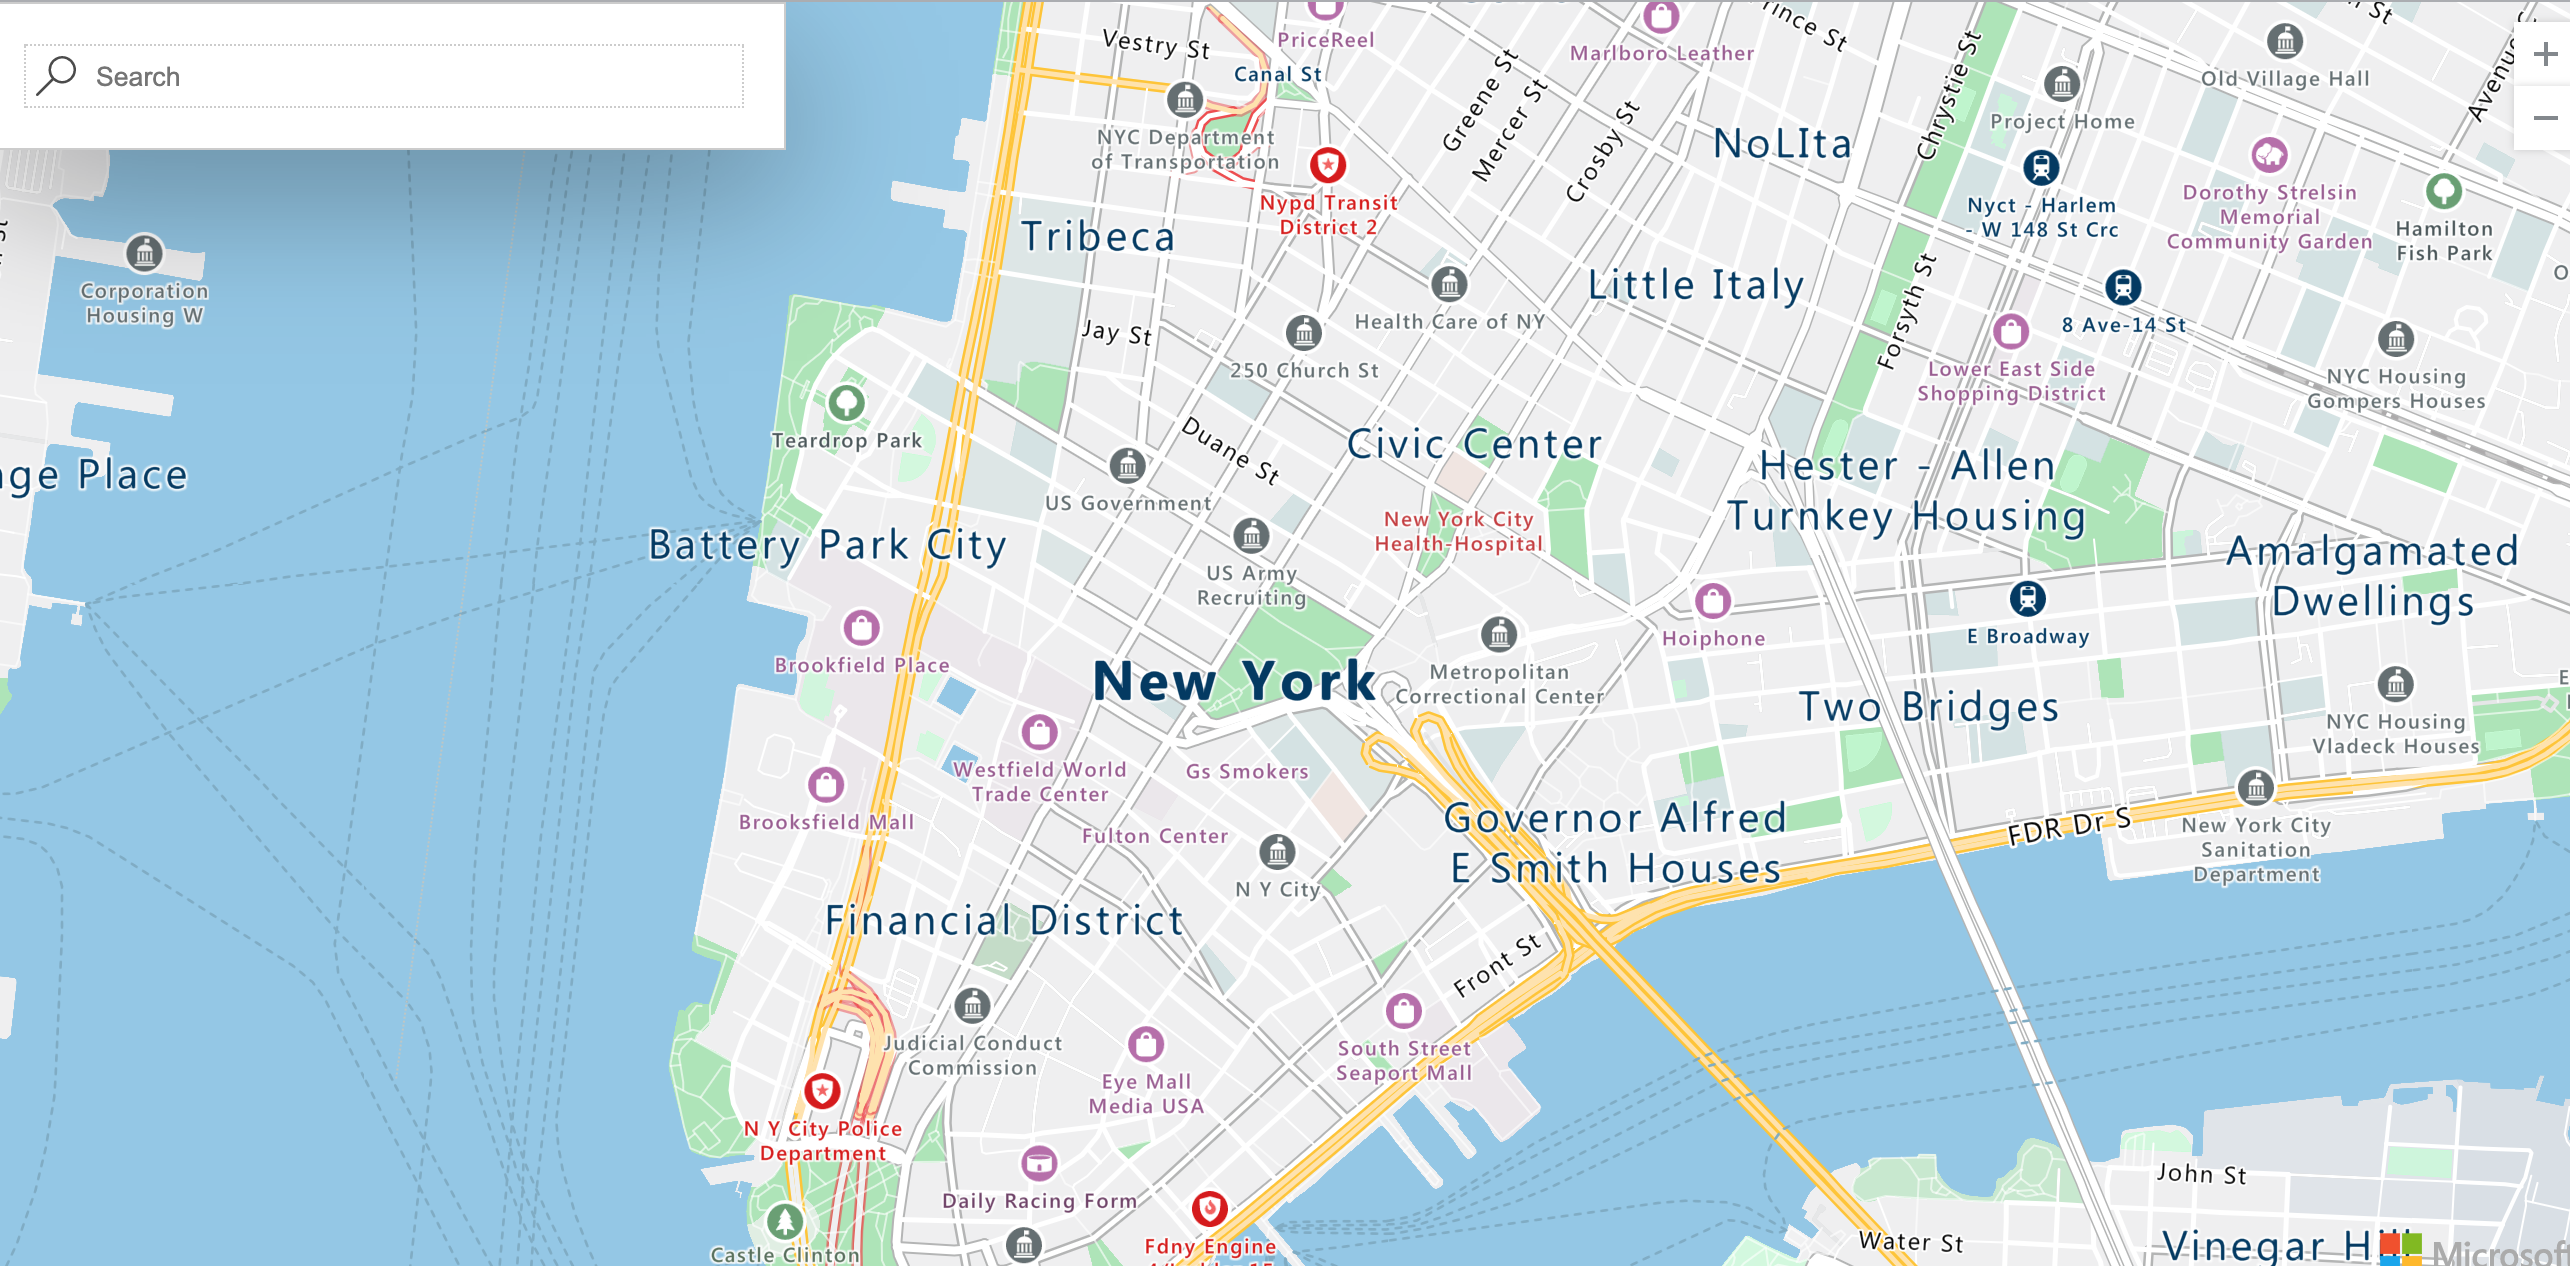 Search
Vestry St
Canal St
PriceReel
Marlboro Leather
Prince St
Greene St
Mercer St
Crosby St
NoLIta
Chrystie St
Old Village Hall
Project Home
NYC Department
of Transportation
Nypd Transit
District 2
Tribeca
Nyct - Harlem
- W 148 St Crc
Dorothy Strelsin
Memorial
Community Garden
Hamilton
Fish Park
Corporation
Housing W
Little Italy
Health Care of NY
Forsyth St
8 Ave-14 St
Jay St
250 Church St
Lower East Side
Shopping District
NYC Housing
Gompers Houses
Teardrop Park
Duane St
Civic Center
Hester - Allen
Turnkey Housing
Place
US Government
New York City
Health-Hospital
Battery Park City
US Army
Recruiting
Amalgamated
Dwellings
Hoiphone
E Broadway
Brookfield Place
New York
Metropolitan
Correctional Center
Two Bridges
NYC Housing
Vladeck Houses
Westfield World
Trade Center
Gs Smokers
Brooksfield Mall
Fulton Center
Governor Alfred
E Smith Houses
FDR Dr S
New York City
Sanitation
Department
N Y City
Financial District
Front St
Judicial Conduct
Commission
South Street
Seaport Mall
Eye Mall
Media USA
N Y City Police
Department
Daily Racing Form
John St
Castle Clinton
Fdny Engine
Water St
Vinegar H
Microsof